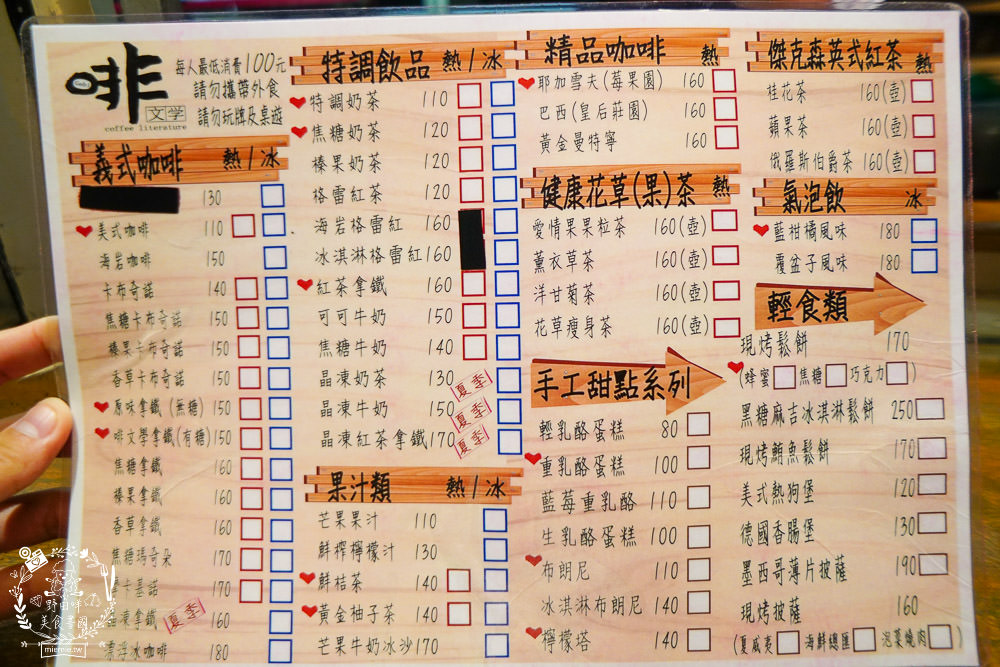 啡
文学
coffee literature
每人最低消費100元
請勿攜帶外食
請勿玩牌及桌遊
義式咖啡 熱/冰
130
美式咖啡 110
海岩咖啡 150
卡布奇諾 140
焦糖卡布奇諾 150
榛果卡布奇諾 150
香草卡布奇諾 150
原味拿鐵(無糖) 150
啡文學拿鐵(有糖) 150
焦糖拿鐵 160
榛果拿鐵 160
香草拿鐵 160
焦糖瑪奇朵 170
卡基諾 170
凍拿鐵 夏季 160
漂浮冰咖啡 180
特調飲品 熱/冰
特調奶茶 110
焦糖奶茶 120
榛果奶茶 120
格雷紅茶 120
海岩格雷紅 160
冰淇淋格雷紅 160
紅茶拿鐵 160
可可牛奶 150
焦糖牛奶 140
晶凍奶茶 130 夏季
晶凍牛奶 150 夏季
晶凍紅茶拿鐵 170 夏季
果汁類 熱/冰
芒果果汁 110
鮮榨檸檬汁 130
鮮桔茶 140
黃金柚子茶 140
芒果牛奶冰沙 170
精品咖啡 熱
耶加雪夫(莓果園) 160
巴西(皇后莊園) 160
黃金曼特寧 160
健康花草(果)茶 熱
愛情果果粒茶 160(壺)
薰衣草茶 160(壺)
洋甘菊茶 160(壺)
花草瘦身茶 160(壺)
手工甜點系列
輕乳酪蛋糕 80
重乳酪蛋糕 100
藍莓重乳酪 110
生乳酪蛋糕 100
布朗尼 110
冰淇淋布朗尼 140
檸檬塔 140
傑克森英式紅茶 熱
桂花茶 160(壺)
蘋果茶 160(壺)
俄羅斯伯爵茶 160(壺)
氣泡飲 冰
藍柑橘風味 180
覆盆子風味 180
輕食類
現烤鬆餅 170
(蜂蜜 焦糖 巧克力 )
黑糖麻吉冰淇淋鬆餅 250
現烤鮪魚鬆餅 170
美式熱狗堡 120
德國香腸堡 130
墨西哥薄片披薩 190
現烤披薩 160
(夏威夷 海鮮總匯 泡菜燒肉 )
野肉咩
美食學園
miemie.tw